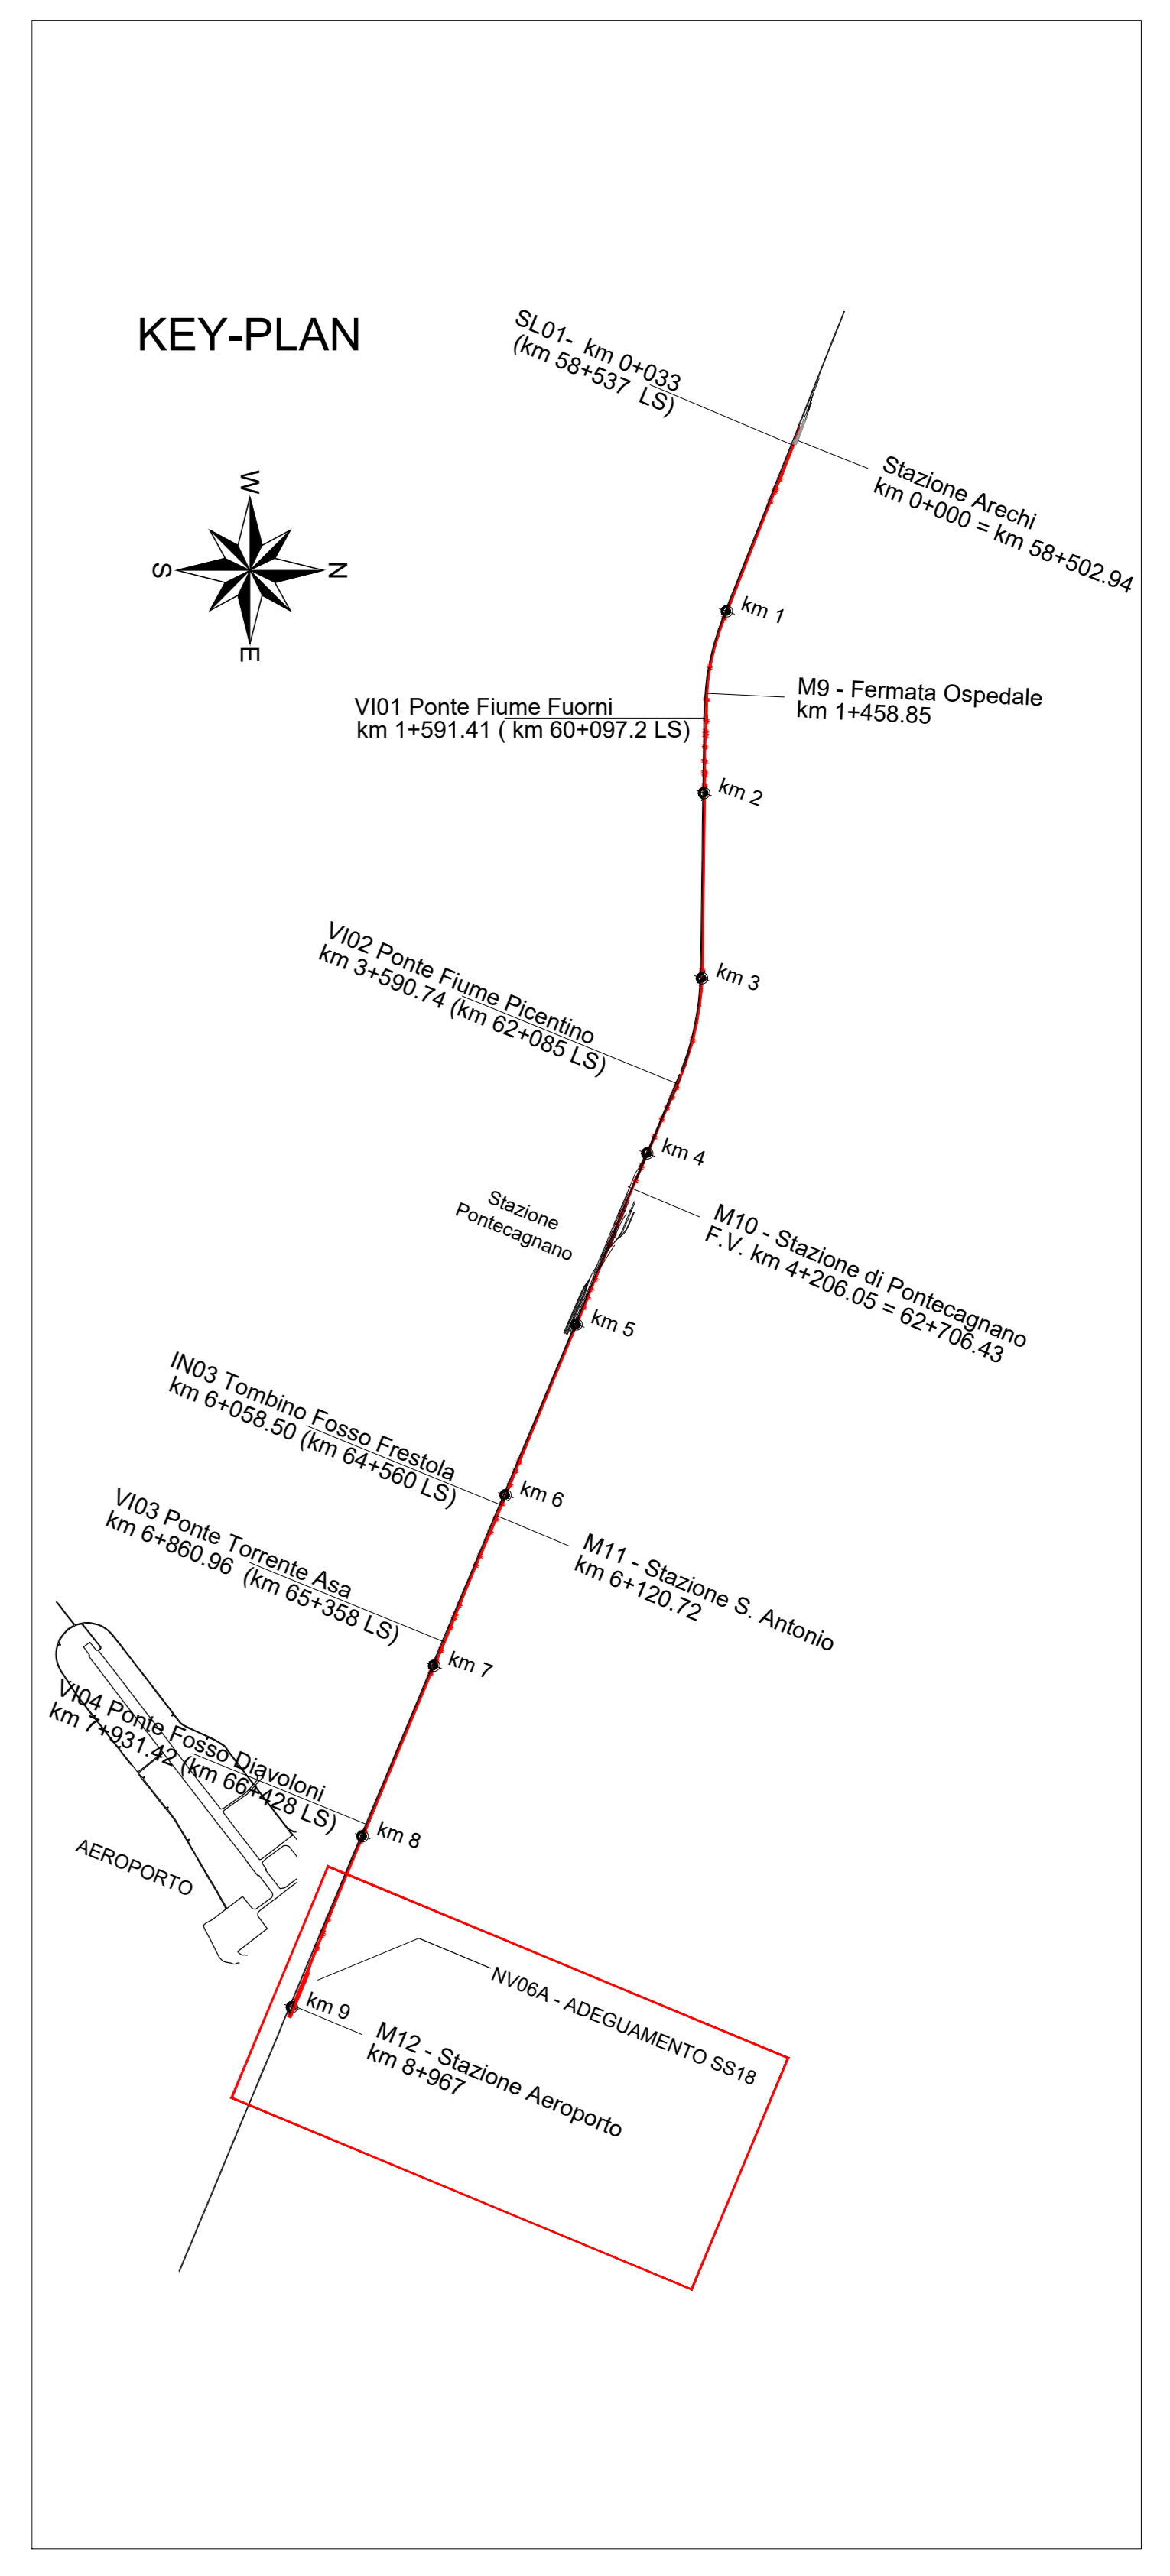 KEY-PLAN
SL01- km 0+033
(km 58+537 LS)
Stazione Arechi
km 0+000 = km 58+502.94
W
S
N
E
km 1
M9 - Fermata Ospedale
km 1+458.85
VI01 Ponte Fiume Fuorni
km 1+591.41 ( km 60+097.2 LS)
km 2
VI02 Ponte Fiume Picentino
km 3+590.74 (km 62+085 LS)
km 3
km 4
Stazione
Pontecagnano
M10 - Stazione di Pontecagnano
F.V. km 4+206.05 = 62+706.43
km 5
IN03 Tombino Fosso Frestola
km 6+058.50 (km 64+560 LS)
km 6
M11 - Stazione S. Antonio
km 6+120.72
VI03 Ponte Torrente Asa
km 6+860.96 (km 65+358 LS)
km 7
VI04 Ponte Fosso Diavoloni
km 7+931.42 (km 66+428 LS)
km 8
AEROPORTO
NV06A - ADEGUAMENTO SS18
km 9
M12 - Stazione Aeroporto
km 8+967